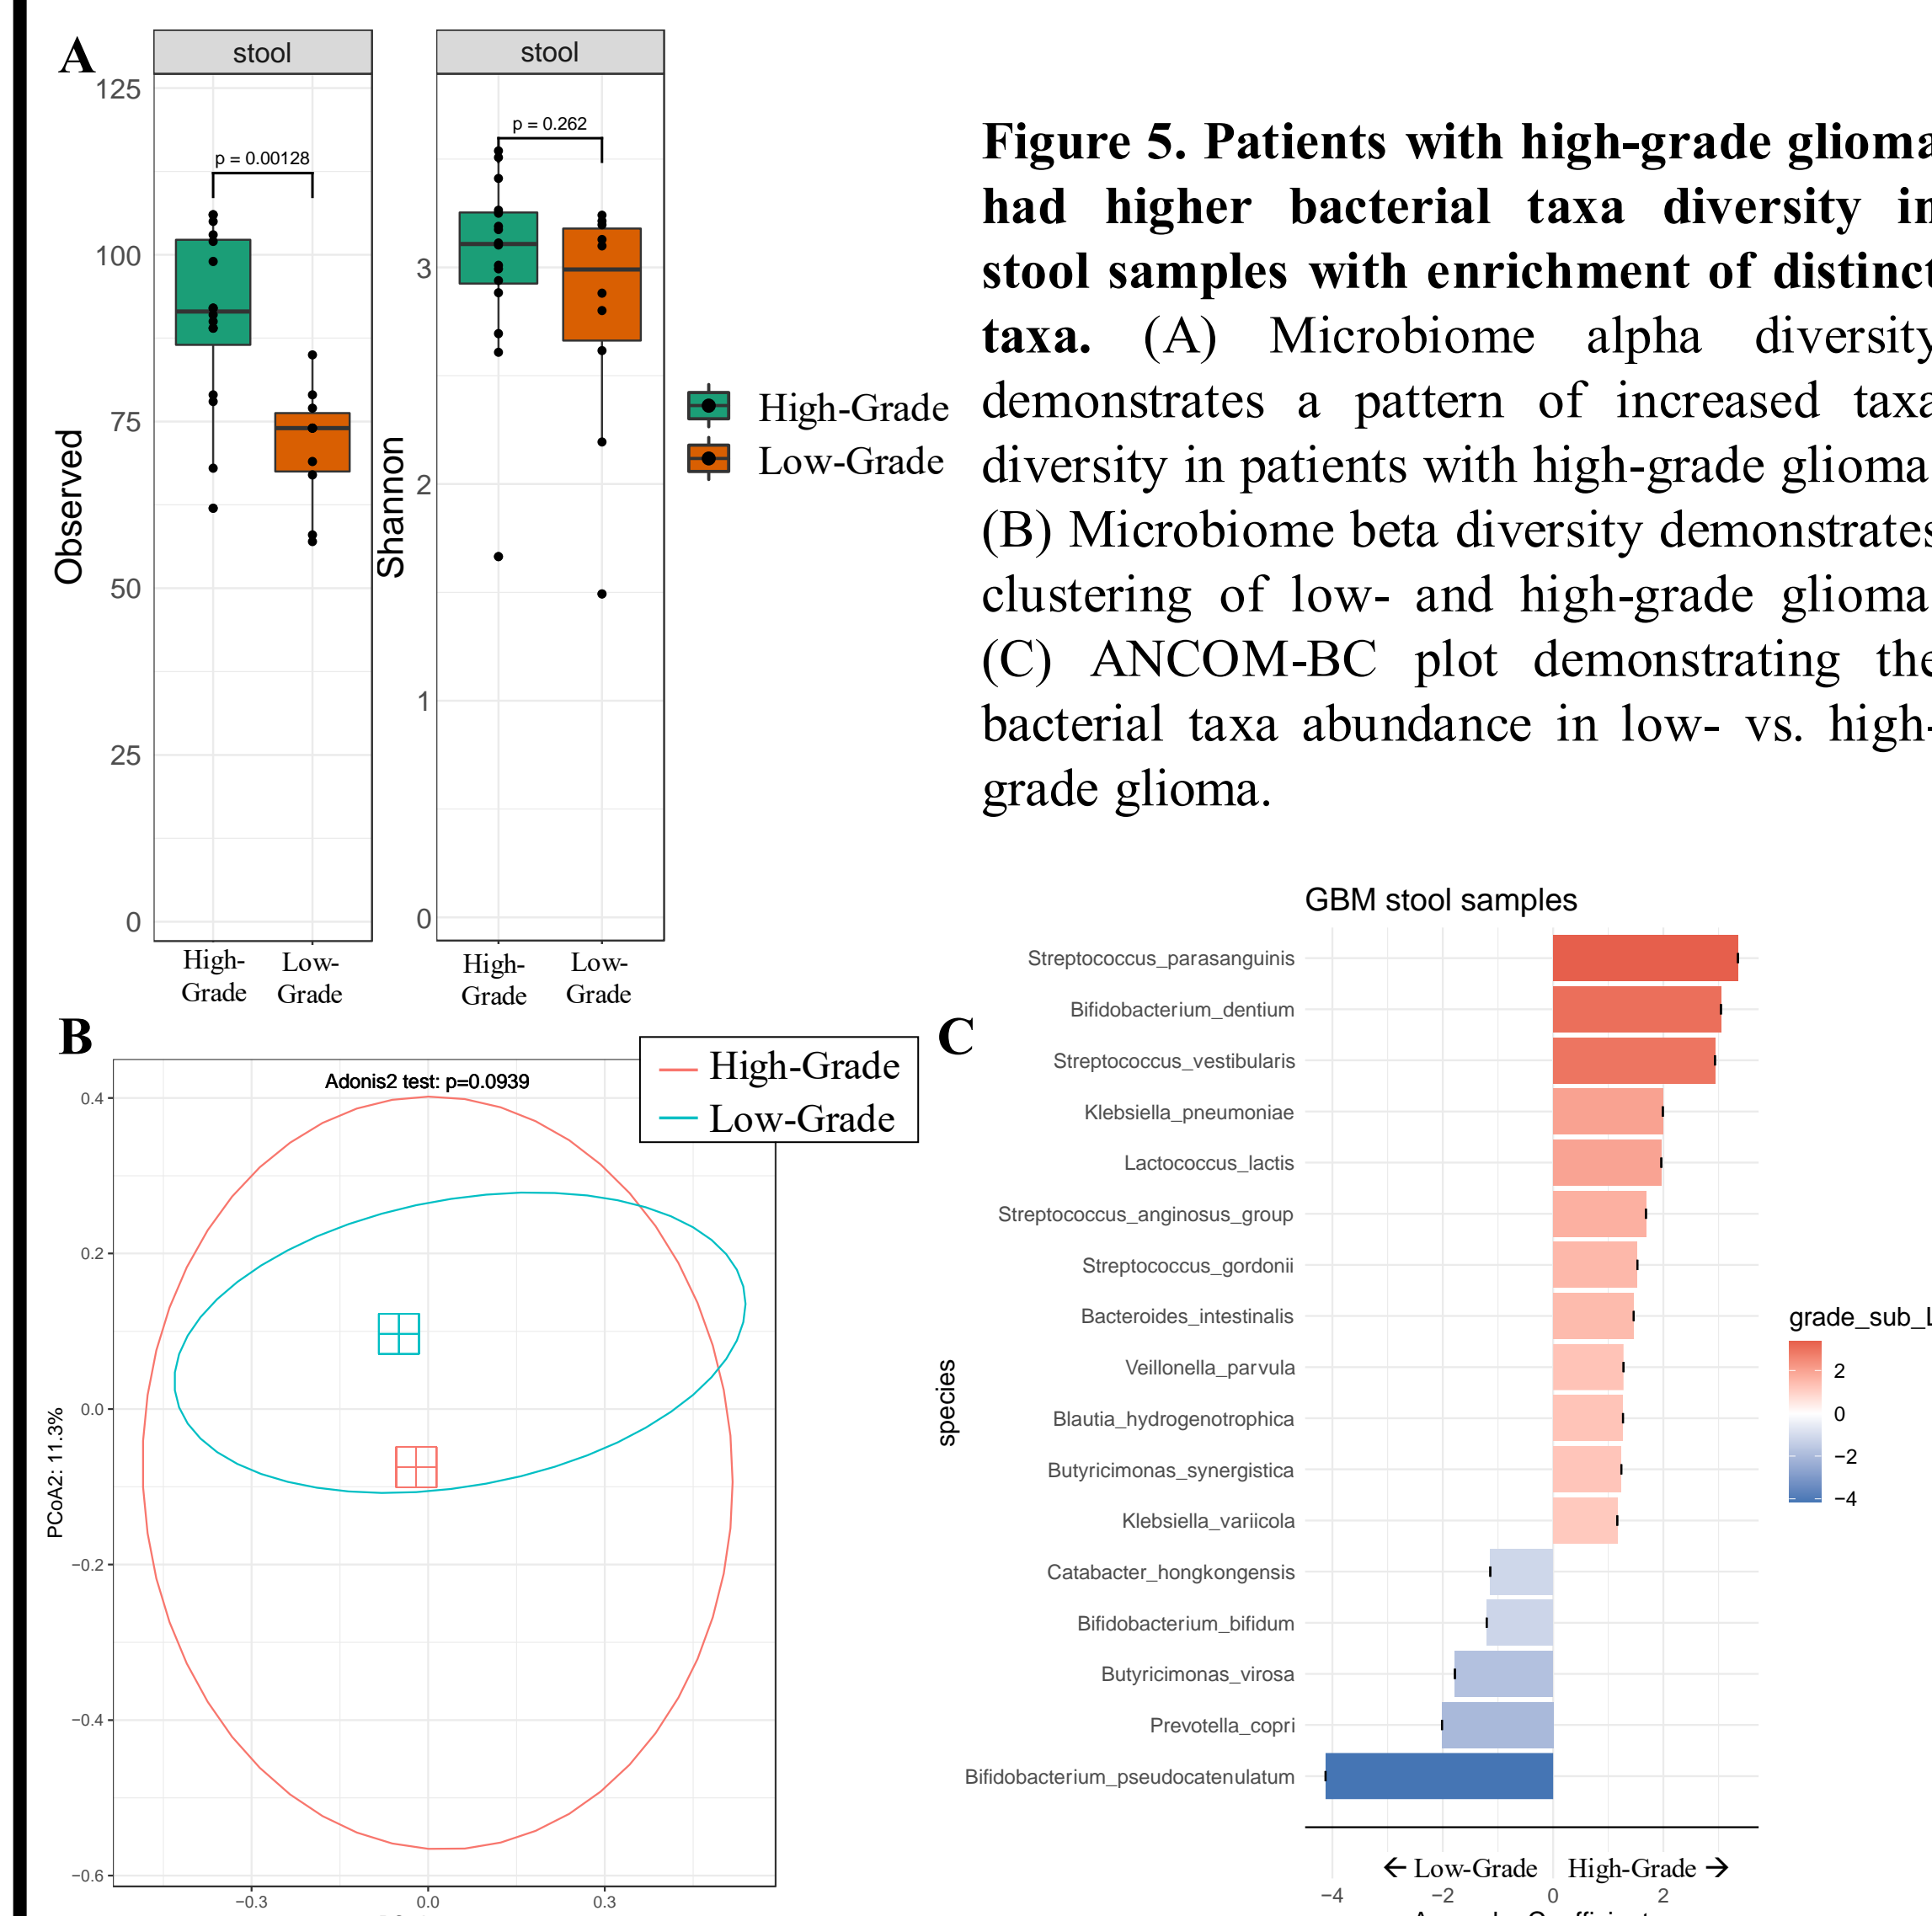 A
stool
stool
125
100
75
50
25
0
Observed
p = 0.00128
High-
Grade
Low-
Grade
3
2
1
0
Shannon
p = 0.262
High-
Grade
Low-
Grade
High-Grade
Low-Grade
Figure 5. Patients with high-grade glioma
had higher bacterial taxa diversity in
stool samples with enrichment of distinct
taxa. (A) Microbiome alpha diversity
demonstrates a pattern of increased taxa
diversity in patients with high-grade glioma
(B) Microbiome beta diversity demonstrates
clustering of low- and high-grade glioma
(C) ANCOM-BC plot demonstrating the
bacterial taxa abundance in low- vs. high-
grade glioma.
B
High-Grade
Low-Grade
Adonis2 test: p=0.0939
0.4
0.2
0.0
−0.2
−0.4
−0.6
PCoA2: 11.3%
−0.3
0.0
0.3
C
GBM stool samples
species
Streptococcus_parasanguinis
Bifidobacterium_dentium
Streptococcus_vestibularis
Klebsiella_pneumoniae
Lactococcus_lactis
Streptococcus_anginosus_group
Streptococcus_gordonii
Bacteroides_intestinalis
Veillonella_parvula
Blautia_hydrogenotrophica
Butyricimonas_synergistica
Klebsiella_variicola
Catabacter_hongkongensis
Bifidobacterium_bifidum
Butyricimonas_virosa
Prevotella_copri
Bifidobacterium_pseudocatenulatum
← Low-Grade High-Grade →
−4
−2
0
2
grade_sub_L
2
0
−2
−4